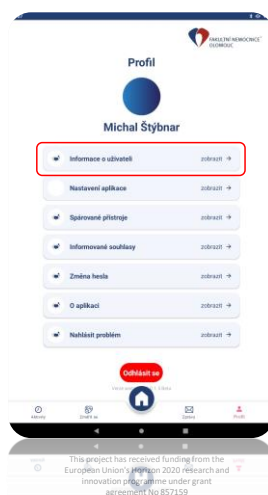 FAKULTNÍ NEMOCNICE
OLOMOUC
Profil
Michal Štýbnar
Informace o uživateli zobrazit →
Nastavení aplikace zobrazit →
Spárované přístroje zobrazit →
Informované souhlasy zobrazit →
Změna hesla zobrazit →
O aplikaci zobrazit →
Nahlásit problém zobrazit →
Odhlásit se
Profil
This project has received funding from the
European Union's Horizon 2020 research and
innovation programme under grant
agreement No 857159